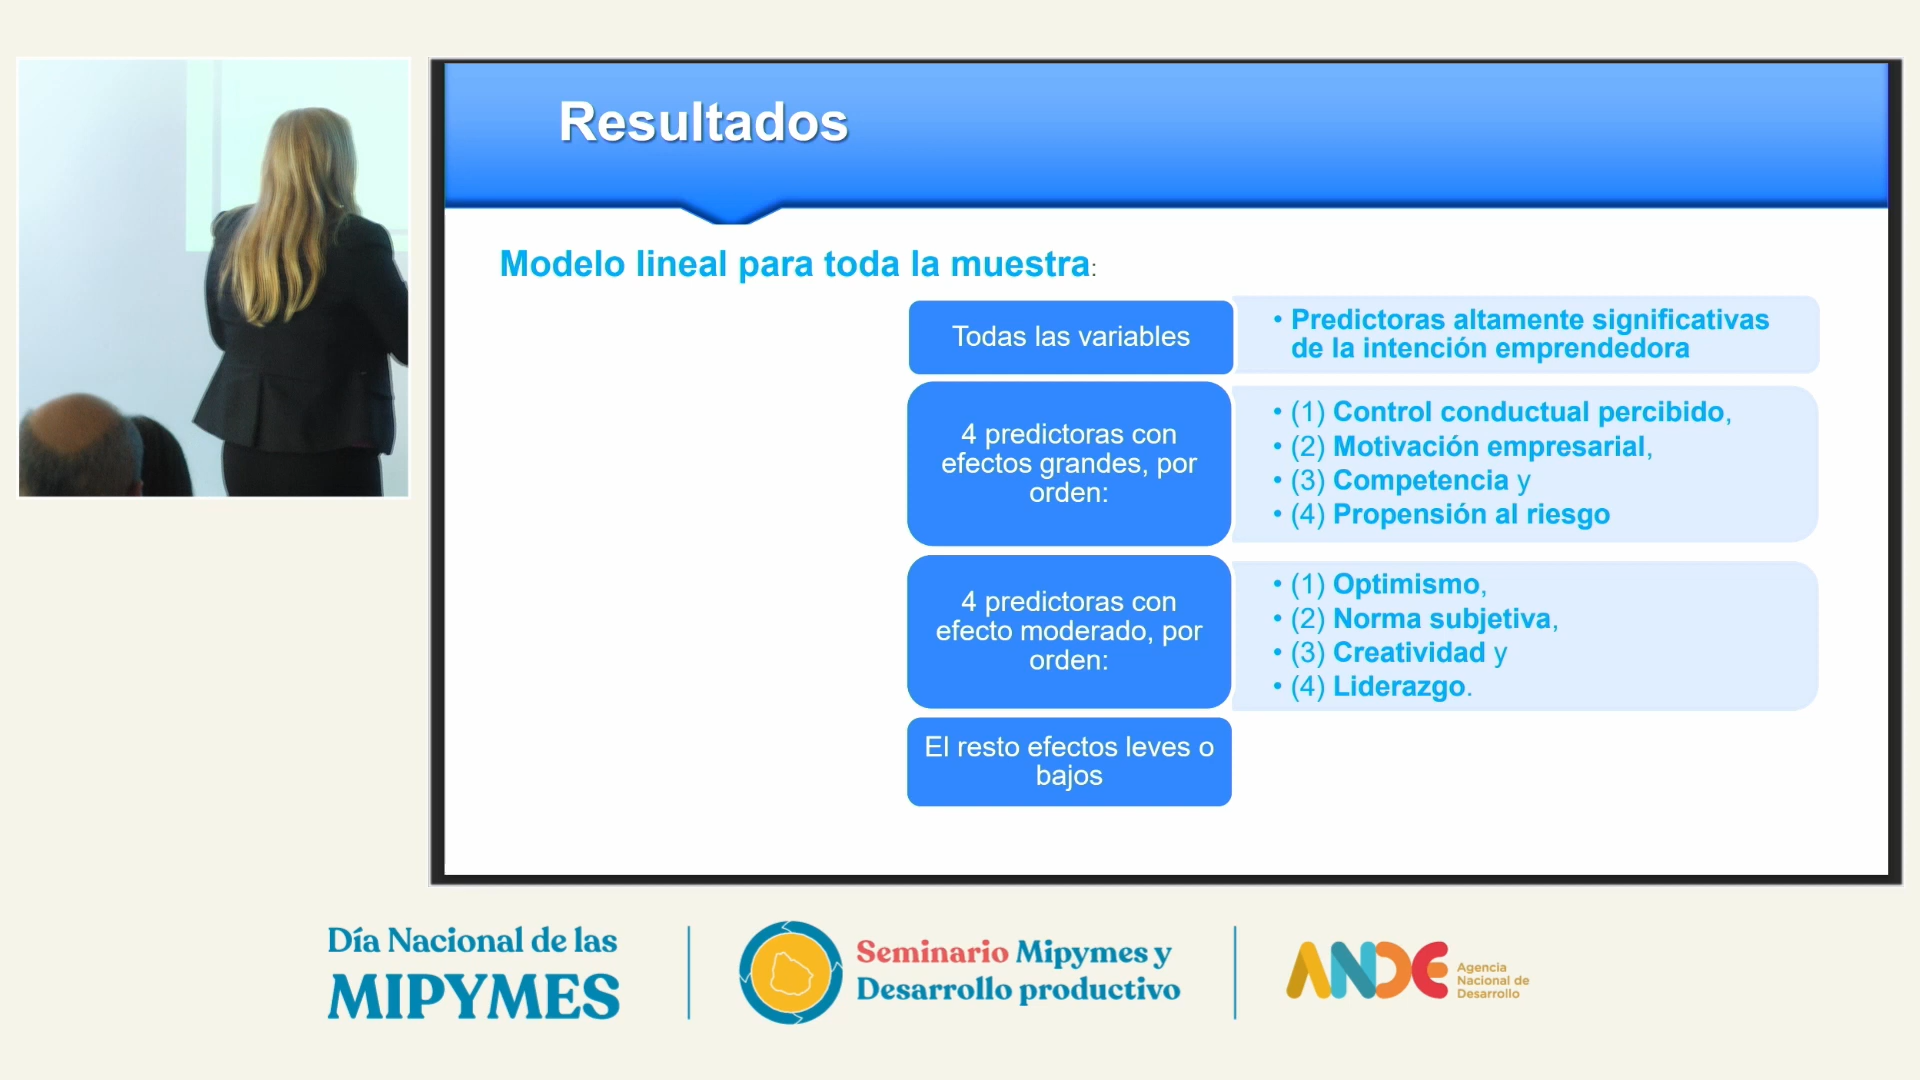 Resultados
Modelo lineal para toda la muestra:
Todas las variables
• Predictoras altamente significativas
de la intención emprendedora
4 predictoras con
efectos grandes, por
orden:
• (1) Control conductual percibido,
• (2) Motivación empresarial,
• (3) Competencia y
• (4) Propensión al riesgo
4 predictoras con
efecto moderado, por
orden:
• (1) Optimismo,
• (2) Norma subjetiva,
• (3) Creatividad y
• (4) Liderazgo.
El resto efectos leves o
bajos
Día Nacional de las
MIPYMES
Seminario Mipymes y
Desarrollo productivo
ANDE
Agencia
Nacional de
Desarrollo